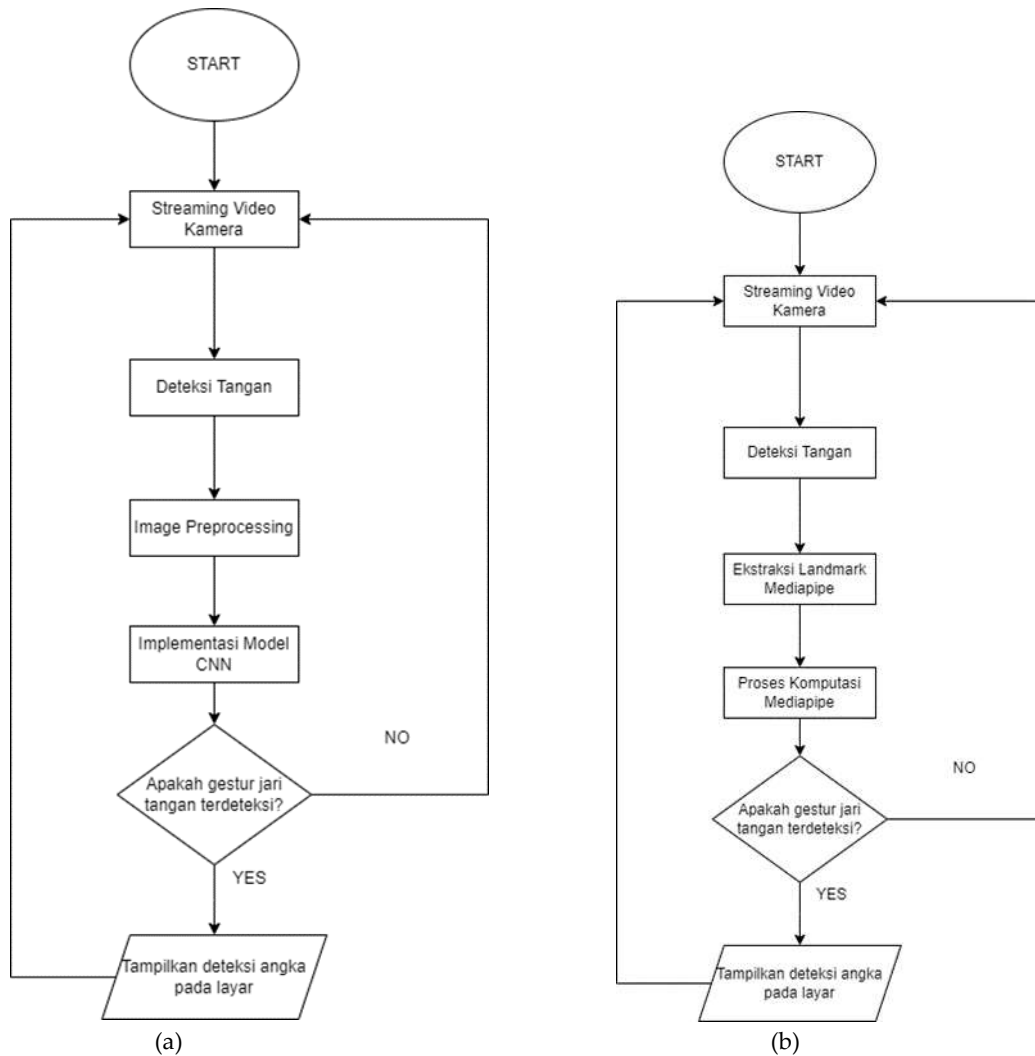 START
Streaming Video
Kamera
Deteksi Tangan
Image Preprocessing
Implementasi Model
CNN
Apakah gestur jari
tangan terdeteksi?
NO
YES
Tampilkan deteksi angka
pada layar
(a)
START
Streaming Video
Kamera
Deteksi Tangan
Ekstraksi Landmark
Mediapipe
Proses Komputasi
Mediapipe
Apakah gestur jari
tangan terdeteksi?
NO
YES
Tampilkan deteksi angka
pada layar
(b)